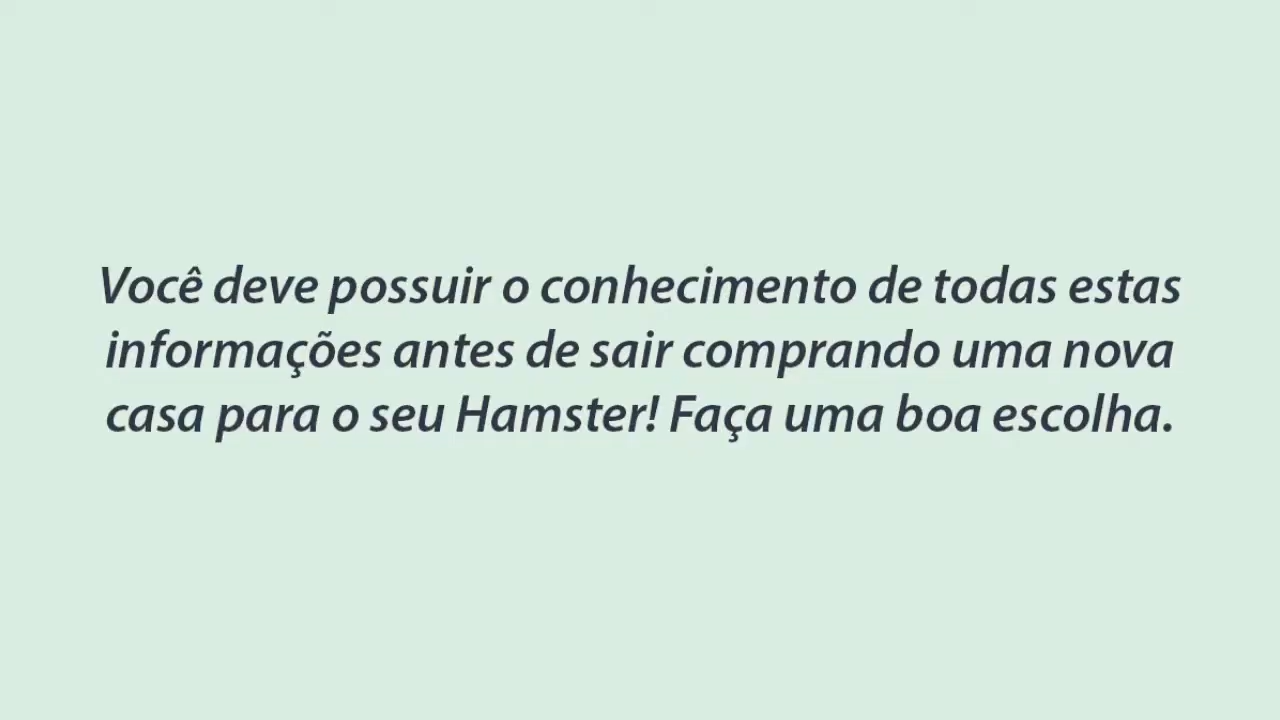 Você deve possuir o conhecimento de todas estas
informações antes de sair comprando uma nova
casa para o seu Hamster! Faça uma boa escolha.